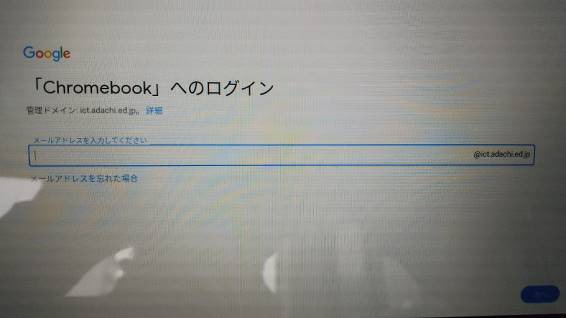 Google
「Chromebook」へのログイン
管理ドメイン: ict.adachi.ed.jp。 詳細
メールアドレスを入力してください
@ict.adachi.ed.jp
メールアドレスを忘れた場合